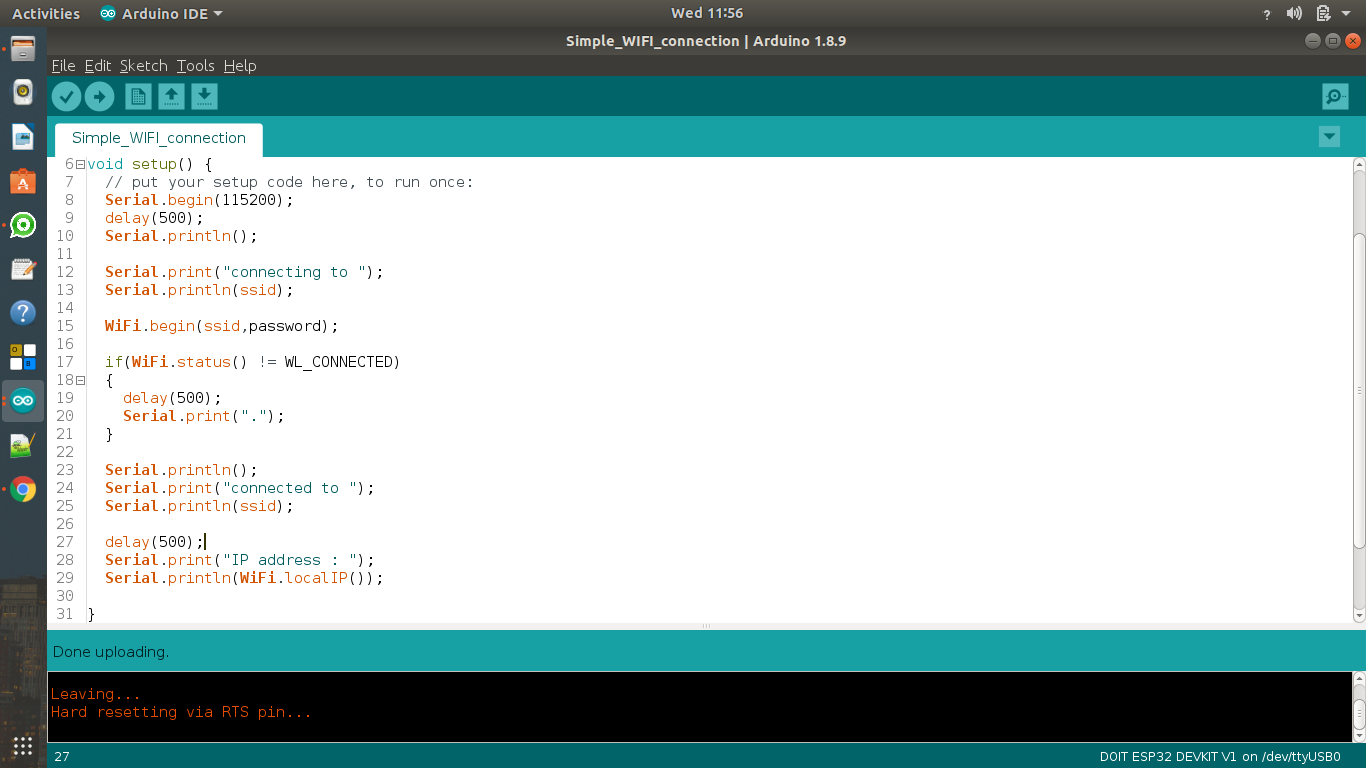 Activities Arduino IDE Wed 11:56 ?
Simple_WIFI_connection | Arduino 1.8.9
File Edit Sketch Tools Help
Simple_WIFI_connection
6 void setup() {
7 // put your setup code here, to run once:
8 Serial.begin(115200);
9 delay(500);
10 Serial.println();
11
12 Serial.print("connecting to ");
13 Serial.println(ssid);
14
15 WiFi.begin(ssid,password);
16
17 if(WiFi.status() != WL_CONNECTED)
18 {
19 delay(500);
20 Serial.print(".");
21 }
22
23 Serial.println();
24 Serial.print("connected to ");
25 Serial.println(ssid);
26
27 delay(500);
28 Serial.print("IP address : ");
29 Serial.println(WiFi.localIP());
30
31 }
Done uploading.
Leaving...
Hard resetting via RTS pin...
27 DOIT ESP32 DEVKIT V1 on /dev/ttyUSB0